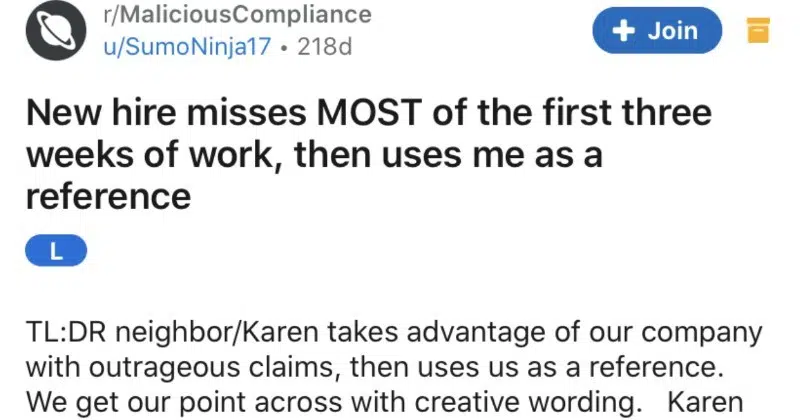 r/MaliciousCompliance
u/SumoNinja17 • 218d
+ Join
New hire misses MOST of the first three
weeks of work, then uses me as a
reference
L
TL:DR neighbor/Karen takes advantage of our company
with outrageous claims, then uses us as a reference.
We get our point across with creative wording.   Karen